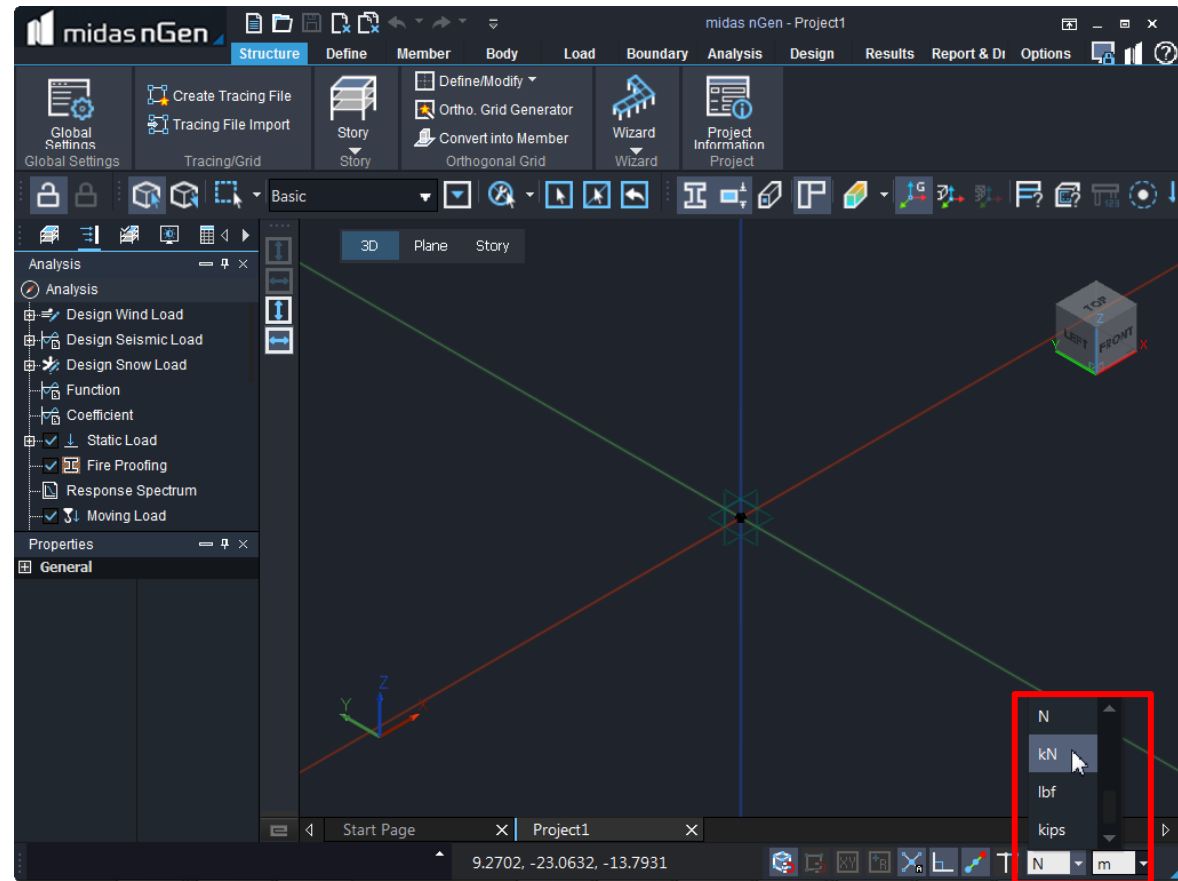 midas nGen
midas nGen - Project1
Structure Define Member Body Load Boundary Analysis Design Results Report & Dr Options
Global Settings
Create Tracing File
Tracing File Import
Story
Define/Modify
Ortho. Grid Generator
Convert into Member
Wizard
Project Information
Global Settings Tracing/Grid Story Orthogonal Grid Wizard Project
Basic
3D Plane Story
Analysis
Analysis
Design Wind Load
Design Seismic Load
Design Snow Load
Function
Coefficient
Static Load
Fire Proofing
Response Spectrum
Moving Load
Properties
General
TOP
LEFT
FRONT
Z
Y
X
Z
Y
X
N
kN
lbf
kips
Start Page
Project1
9.2702, -23.0632, -13.7931
N
m